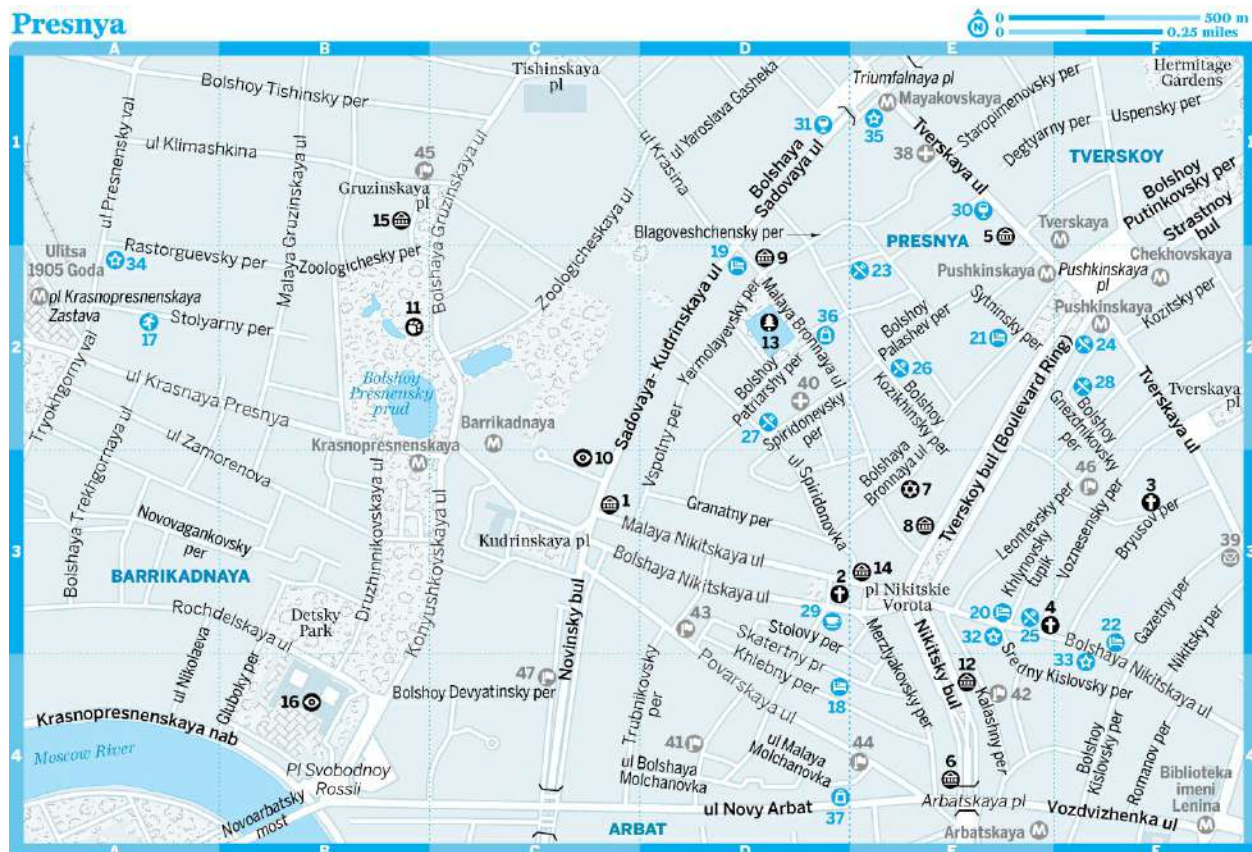 Presnya
N
0
500 m
0
0.25 miles
A
B
C
D
E
F
Bolshoy Tishinsky per
Tishinskaya
pl
Triumfalnaya pl
Mayakovskaya
Hermitage
Gardens
Staropimenovsky per
Uspensky per
Degtyarny per
TVERSKOY
Bolshoy
Putinkovsky per
Strastnoy
bul
1
1
ul Presnensky val
ul Klimashkina
45
Gruzinskaya
pl
15
Malaya Gruzinskaya ul
Bolshaya Gruzinskaya ul
Zoologicheskaya ul
ul Krasina
ul Yaroslava Gasheka
31
Bolshaya
Sadovaya ul
35
38
Tverskaya ul
30
5
Tverskaya
Blagoveshchensky per
PRESNYA
Chekhovskaya
Pushkinskaya
Pushkinskaya
pl
Pushkinskaya
Kozitsky per
Ulitsa
1905 Goda
34
Rastorguevsky per
Zoologichesky per
pl Krasnopresnenskaya
Zastava
Stolyarny per
17
11
19
9
23
Malaya Bronnaya ul
36
13
Yermolayevsky per
Sadovaya-Kudrinskaya ul
Bolshoy
Palashev per
Sytninsky per
21
24
26
28
2
2
Tryokhgorny val
ul Krasnaya Presnya
Bolshoy
Presnensky
prud
Bolshoy
Patriarshy per
40
Bolshoy
Kozikhinsky per
Bolshoy
Gnezdnikovsky
per
Tverskaya ul
Tverskaya
pl
27
Spiridonevsky
per
Barrikadnaya
Krasnopresnenskaya
ul Zamorenova
Bolshaya Trekhgornaya ul
10
Vspolny per
ul Spiridonovka
Bolshaya
Bronnaya ul
7
8
Tverskoy bul (Boulevard Ring)
46
3
1
Granatny per
Leontevsky per
Khlynovsky
tupik
Voznesensky per
Bryusov per
39
3
3
Novovagankovsky
per
BARRIKADNAYA
Druzhinnikovskaya ul
Konyushkovskaya ul
Kudrinskaya pl
Malaya Nikitskaya ul
Bolshaya Nikitskaya ul
2
14
pl Nikitskie
Vorota
20
4
25
22
Gazetny per
Rochdelskaya ul
Detsky
Park
Novinsky bul
43
29
Stolovy per
Skatertny pr
Khlebny per
Merzlyakovsky per
Nikitsky bul
32
33
Bolshaya Nikitskaya ul
Nikitsky per
Sredny Kislovsky per
ul Nikolaeva
Gluboky per
47
Bolshoy Devyatinsky per
Povarskaya ul
18
12
42
Kalashny per
16
Trubnikovsky
per
Krasnopresnenskaya nab
Moscow River
4
4
41
ul Malaya
Molchanovka
44
ul Bolshaya
Molchanovka
6
Bolshoy
Kislovsky per
Romanov per
Biblioteka
imeni
Lenina
Pl Svobodnoy
Rossii
Novoarbatsky
most
ul Novy Arbat
37
Arbatskaya pl
Vozdvizhenka ul
ARBAT
Arbatskaya
A
B
C
D
E
F